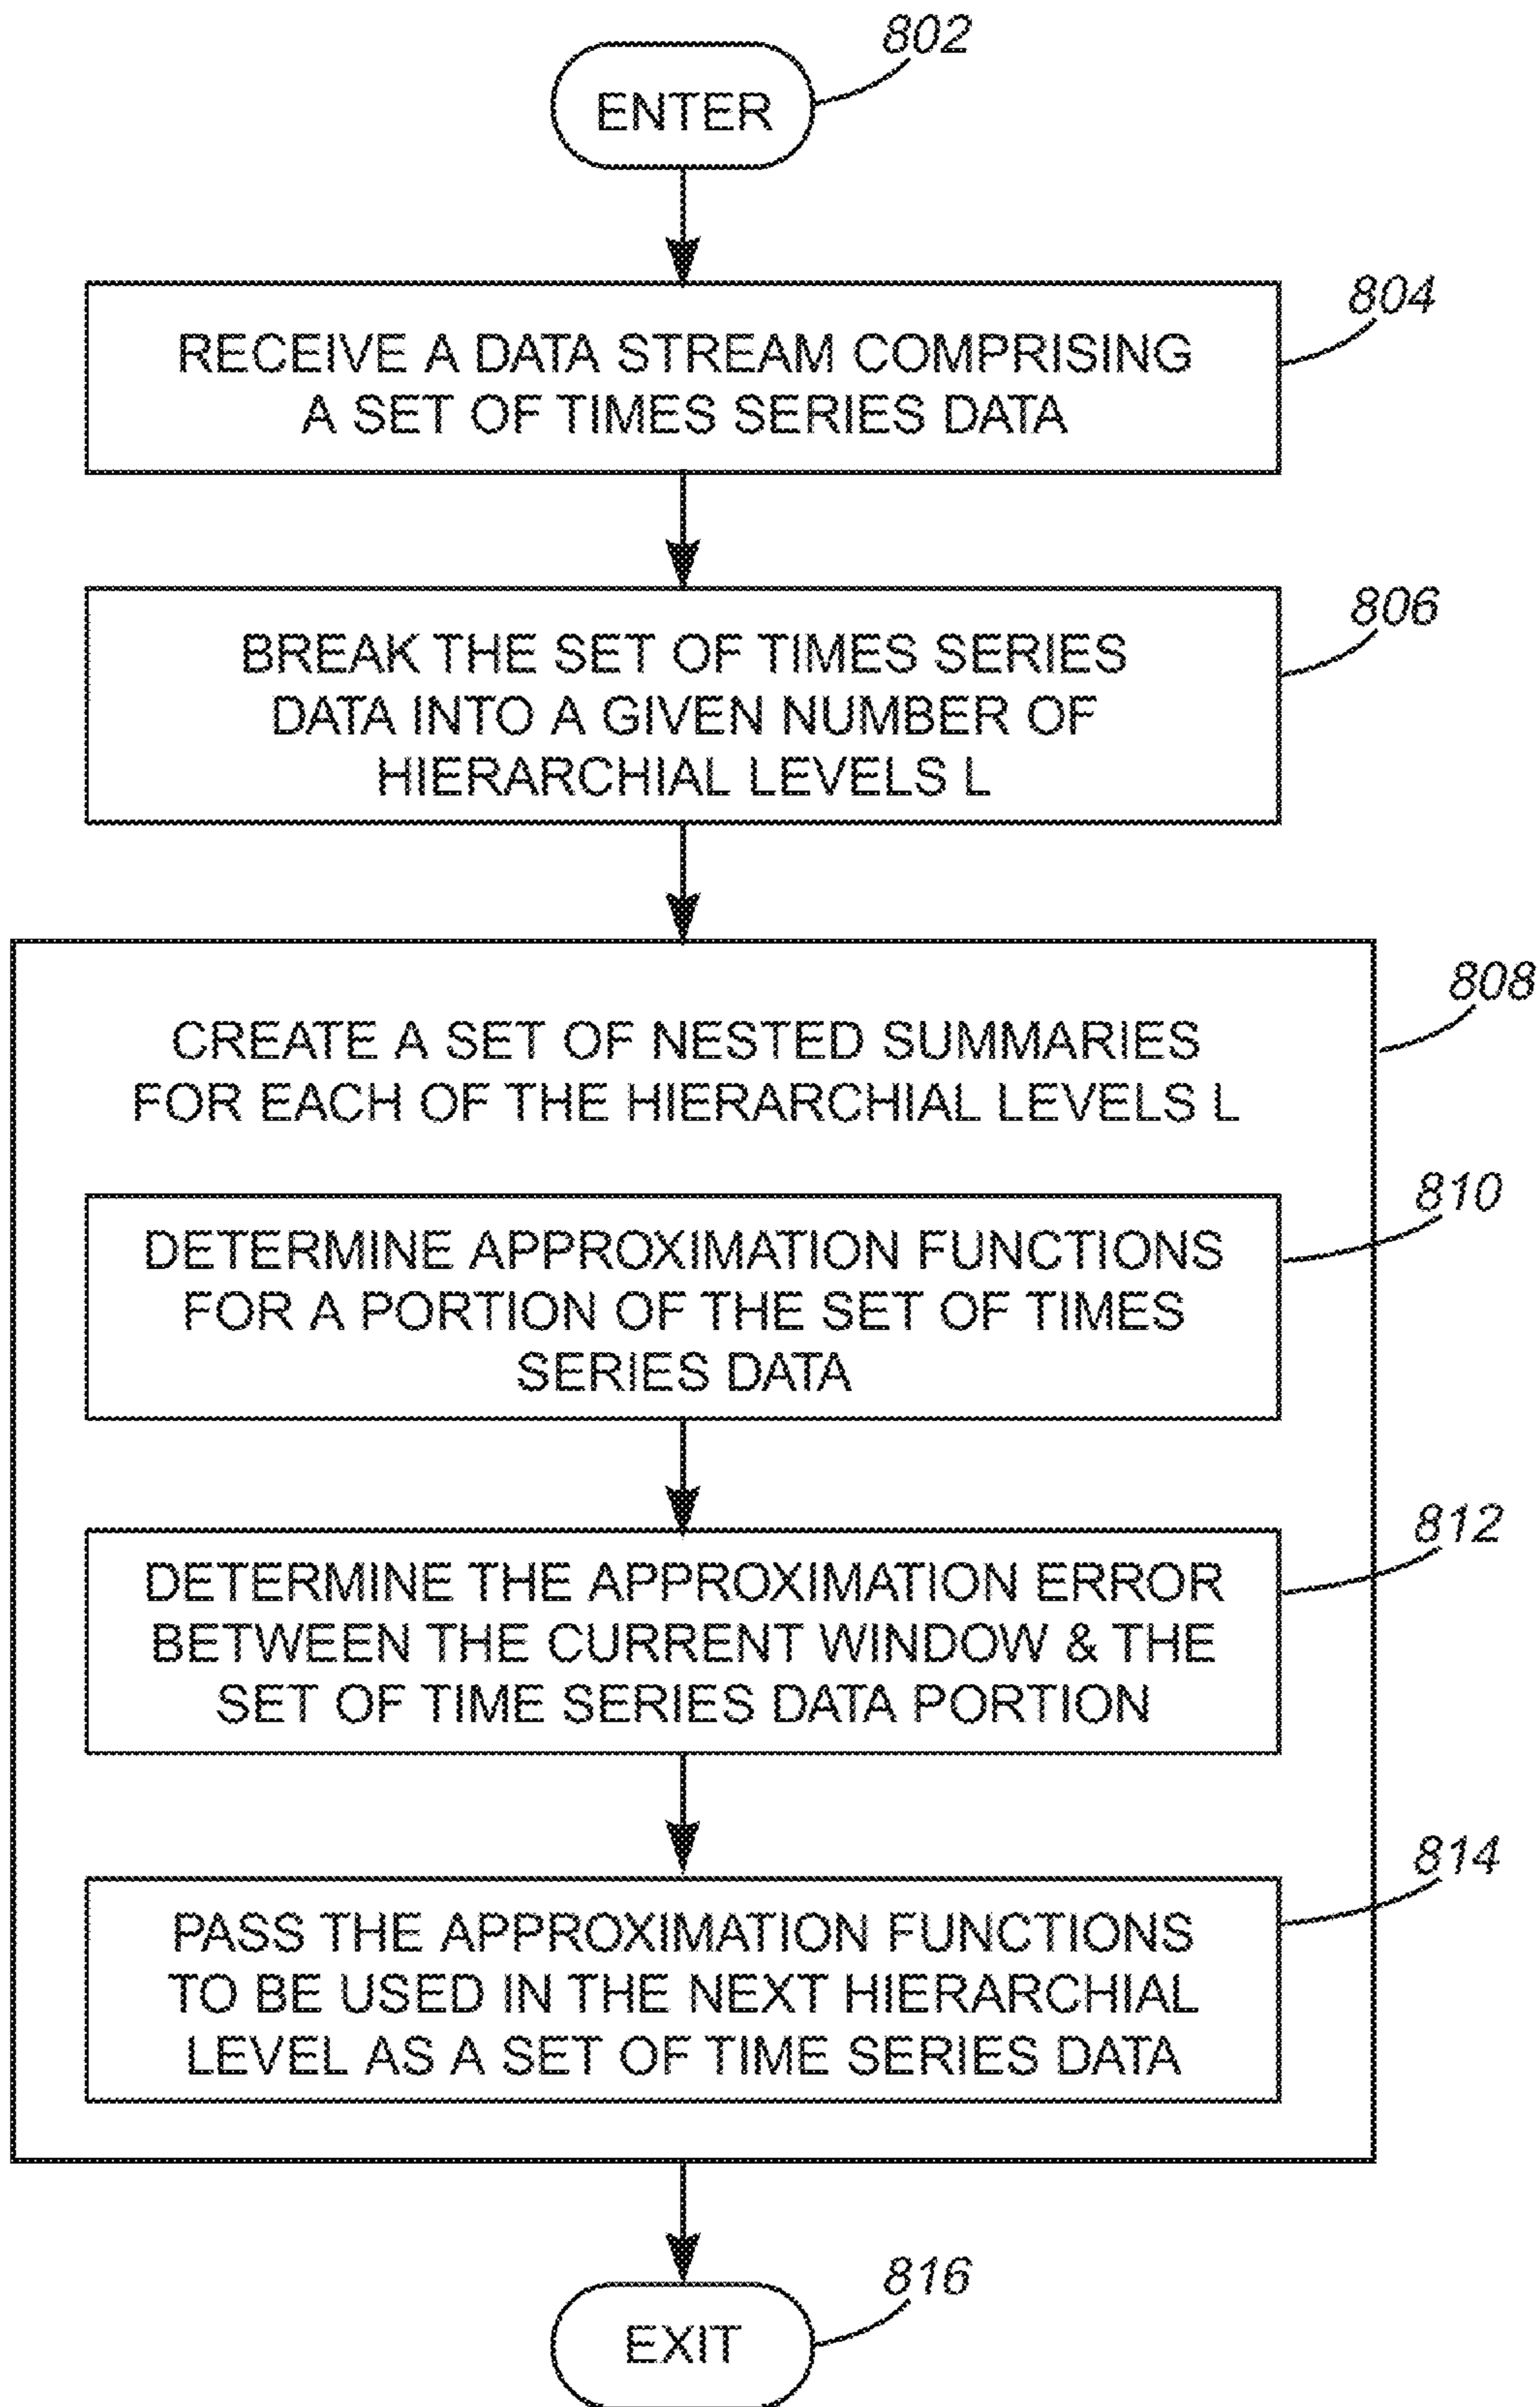 802
ENTER
804
RECEIVE A DATA STREAM COMPRISING
A SET OF TIMES SERIES DATA
806
BREAK THE SET OF TIMES SERIES
DATA INTO A GIVEN NUMBER OF
HIERARCHIAL LEVELS L
808
CREATE A SET OF NESTED SUMMARIES
FOR EACH OF THE HIERARCHIAL LEVELS L
810
DETERMINE APPROXIMATION FUNCTIONS
FOR A PORTION OF THE SET OF TIMES
SERIES DATA
812
DETERMINE THE APPROXIMATION ERROR
BETWEEN THE CURRENT WINDOW & THE
SET OF TIME SERIES DATA PORTION
814
PASS THE APPROXIMATION FUNCTIONS
TO BE USED IN THE NEXT HIERARCHIAL
LEVEL AS A SET OF TIME SERIES DATA
816
EXIT